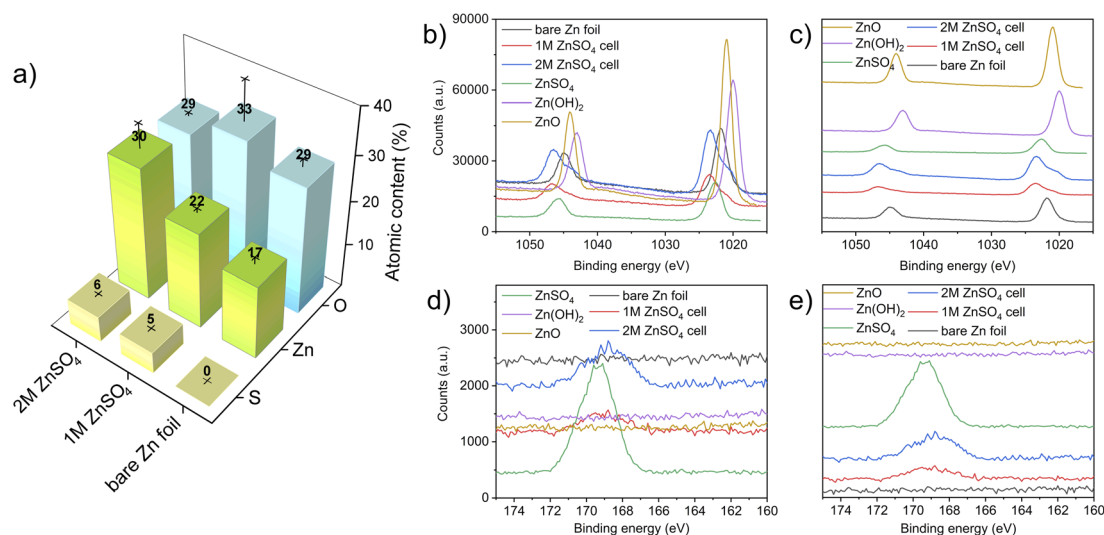 a)
29
33
30
29
22
17
6
5
0
40
30
20
10
Atomic content (%)
O
Zn
S
2M ZnSO₄
1M ZnSO₄
bare Zn foil
b)
90000
60000
30000
0
Counts (a.u.)
bare Zn foil
1M ZnSO₄ cell
2M ZnSO₄ cell
ZnSO₄
Zn(OH)₂
ZnO
1050 1040 1030 1020
Binding energy (eV)
c)
ZnO
Zn(OH)₂
ZnSO₄
2M ZnSO₄ cell
1M ZnSO₄ cell
bare Zn foil
1050 1040 1030 1020
Binding energy (eV)
d)
3000
2000
1000
0
Counts (a.u.)
ZnSO₄
Zn(OH)₂
ZnO
bare Zn foil
1M ZnSO₄ cell
2M ZnSO₄ cell
174 172 170 168 166 164 162 160
Binding energy (eV)
e)
ZnO
Zn(OH)₂
ZnSO₄
2M ZnSO₄ cell
1M ZnSO₄ cell
bare Zn foil
174 172 170 168 166 164 162 160
Binding energy (eV)